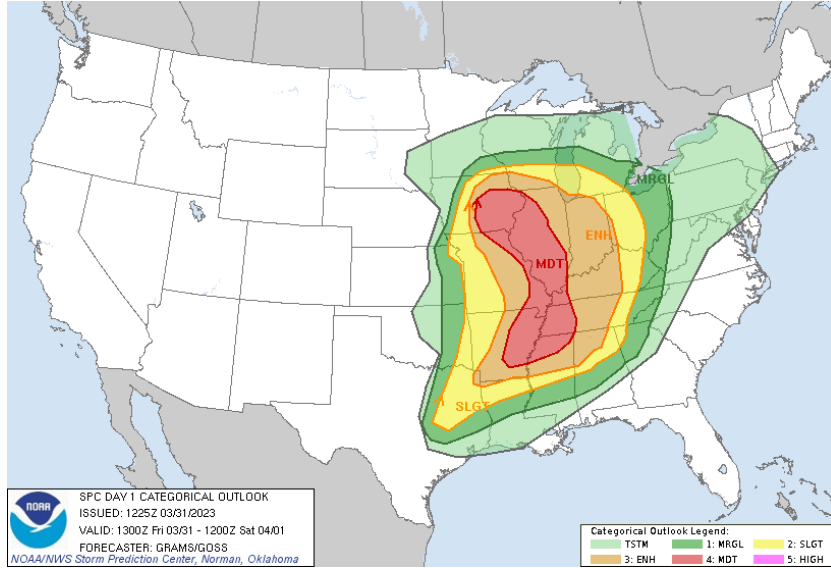 MRGL
ENH
MDT
SLGT
NOAA
SPC DAY 1 CATEGORICAL OUTLOOK
ISSUED: 1225Z 03/31/2023
VALID: 1300Z Fri 03/31 - 1200Z Sat 04/01
FORECASTER: GRAMS/GOSS
NOAA/NWS Storm Prediction Center, Norman, Oklahoma
Categorical Outlook Legend:
TSTM 1: MRGL 2: SLGT
3: ENH 4: MDT 5: HIGH